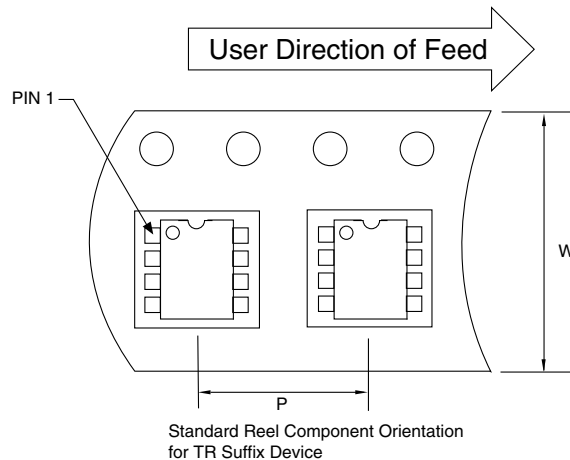 User Direction of Feed
PIN 1
W
P
Standard Reel Component Orientation
for TR Suffix Device